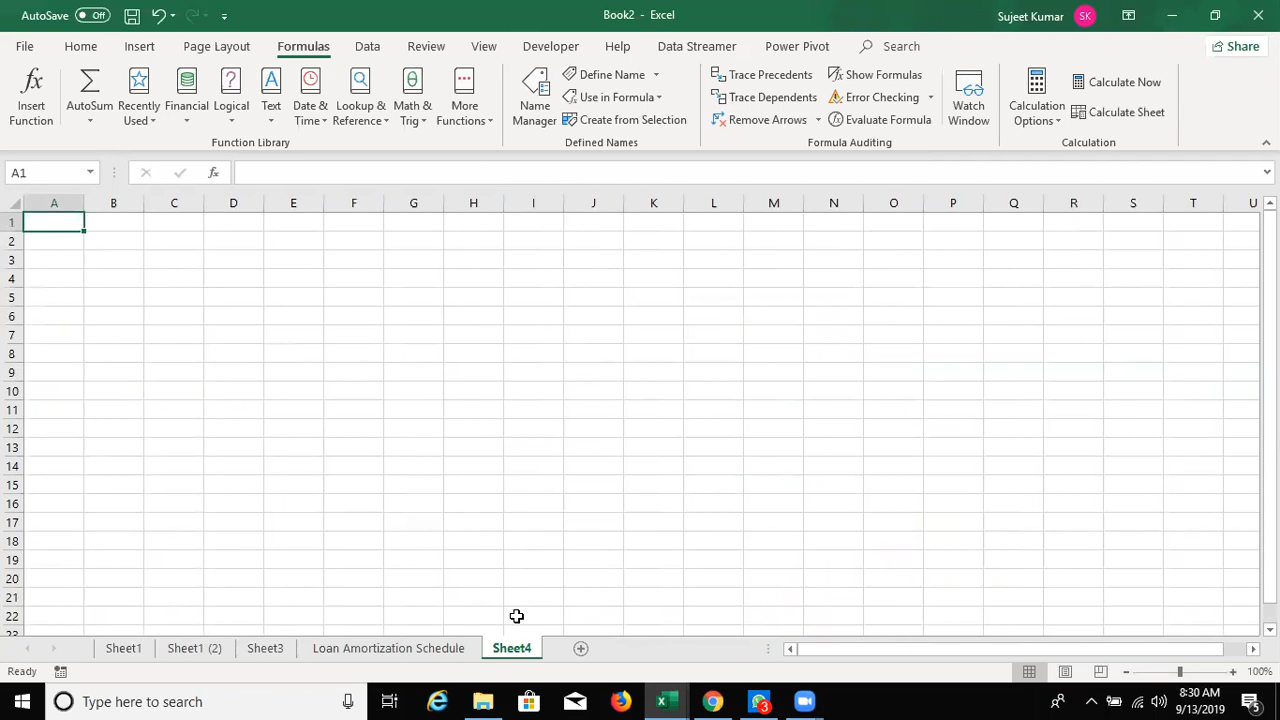 AutoSave Off Book2 - Excel Sujeet Kumar SK
File Home Insert Page Layout Formulas Data Review View Developer Help Data Streamer Power Pivot Search Share
Insert Function AutoSum Recently Used Financial Logical Text Date & Time Lookup & Reference Math & Trig More Functions
Function Library
Name Manager Define Name Use in Formula Create from Selection
Defined Names
Trace Precedents Show Formulas
Trace Dependents Error Checking
Remove Arrows Evaluate Formula
Watch Window
Formula Auditing
Calculation Options Calculate Now Calculate Sheet
Calculation
A1 fx
A B C D E F G H I J K L M N O P Q R S T U
1
2
3
4
5
6
7
8
9
10
11
12
13
14
15
16
17
18
19
20
21
22
23
Sheet1 Sheet1 (2) Sheet3 Loan Amortization Schedule Sheet4
Ready 100%
Type here to search 3 8:30 AM
9/13/2019 5